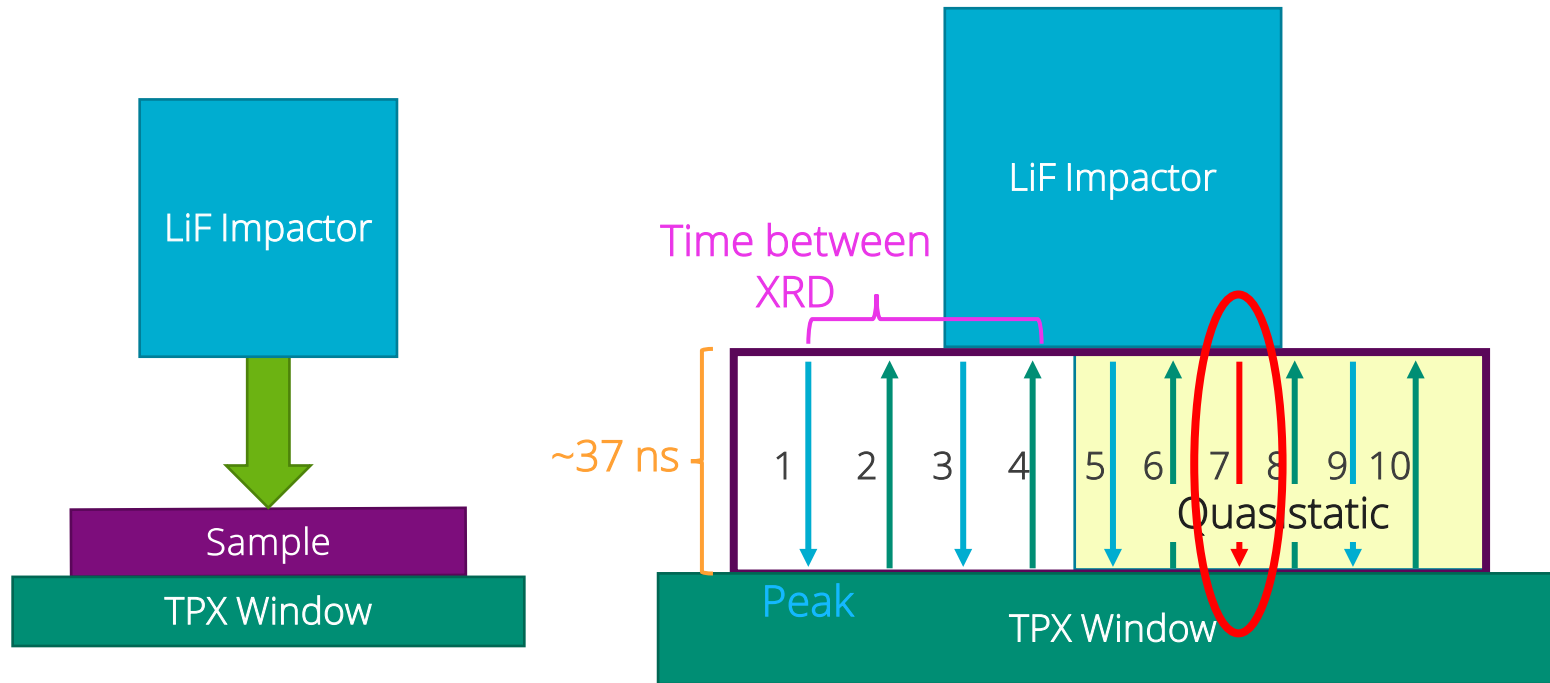 LiF Impactor
Sample
TPX Window
LiF Impactor
Time between
XRD
~37 ns
1 2 3 4 5 6 7 8 9 10
Quasistatic
Peak
TPX Window